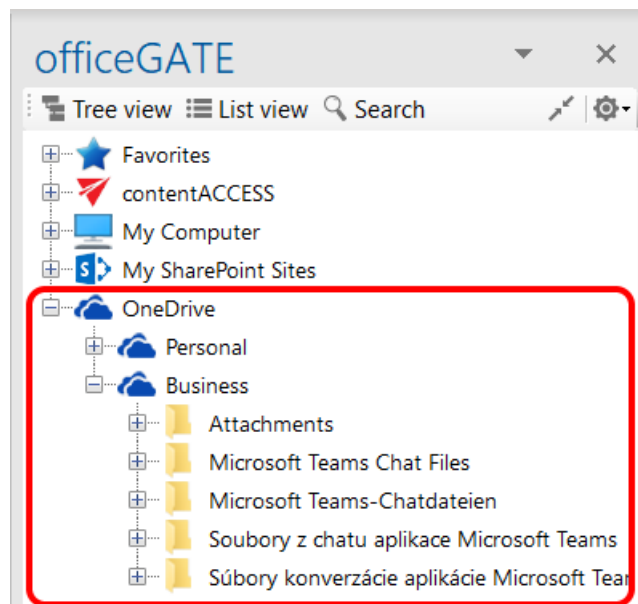 officeGATE
Tree view List view Search
Favorites
contentACCESS
My Computer
My SharePoint Sites
OneDrive
Personal
Business
Attachments
Microsoft Teams Chat Files
Microsoft Teams-Chatdateien
Soubory z chatu aplikace Microsoft Teams
Súbory konverzácie aplikácie Microsoft Tear